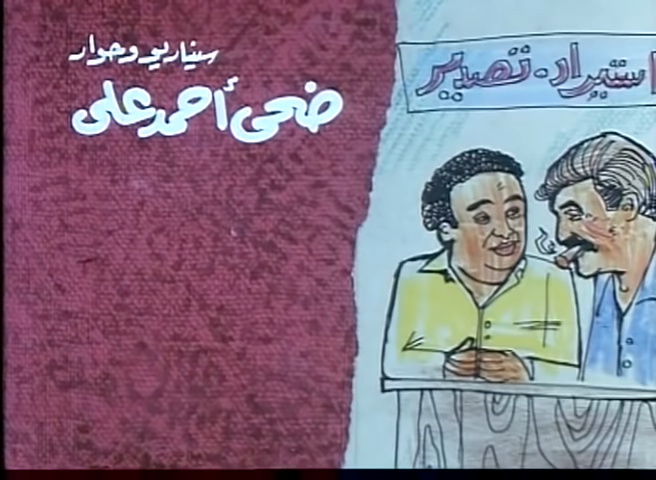 سيناريو وحوار
ضحى أحمد على
استيراد. تصدير